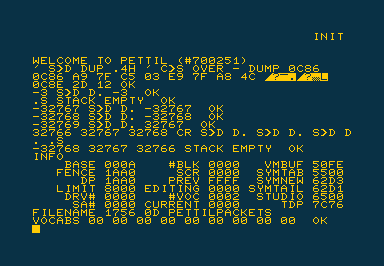 INIT
WELCOME TO PETTIL (#700251)
' S>D DUP .4H ' C>S OVER - DUMP 0C86
0C86 A9 7F C5 03 E9 7F A8 4C
0C8E 2D 12 OK
-3 S>D D. -3  OK
.S STACK EMPTY  OK
-32767 S>D D. -32767  OK
-32768 S>D D. -32768  OK
-32769 S>D D. 32767  OK
32766 32767 32768 CR S>D D. S>D D. S>D D
. .S
-32768 32767 32766 STACK EMPTY  OK
INFO
BASE 000A #BLK 0000 VMBUF 50FE
FENCE 1AA0 SCR 0000 SYMTAB 5500
DP 1AA0 PREV FFFF SYMNEW 62D3
LIMIT 8000 EDITING 0000 SYMTAIL 62D1
DRV# 0000 #VOC 0002 STUDIO 6500
SA# 0000 CURRENT 0000 TDP 7C76
FILENAME 1756 0D PETTILPACKETS
VOCABS 00 00 00 00 00 00 00 00  OK